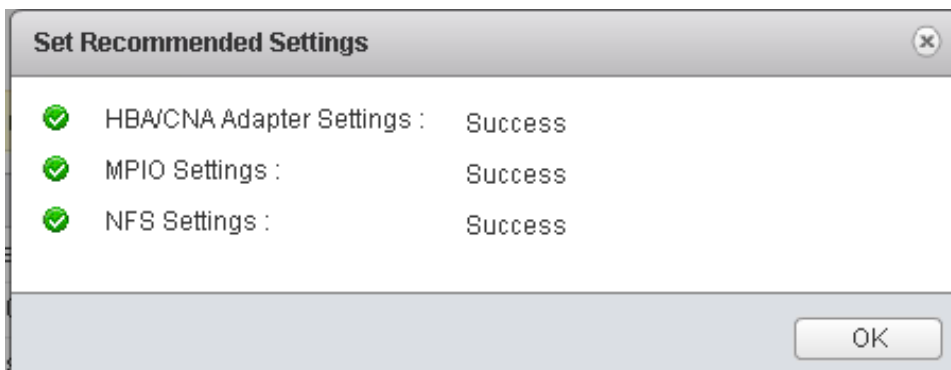 Set Recommended Settings
HBA/CNA Adapter Settings : Success
MPIO Settings : Success
NFS Settings : Success
OK